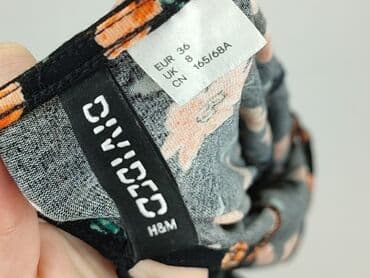 EUR 36
UK 8
CN 165/68A
DIVIDED
H&M